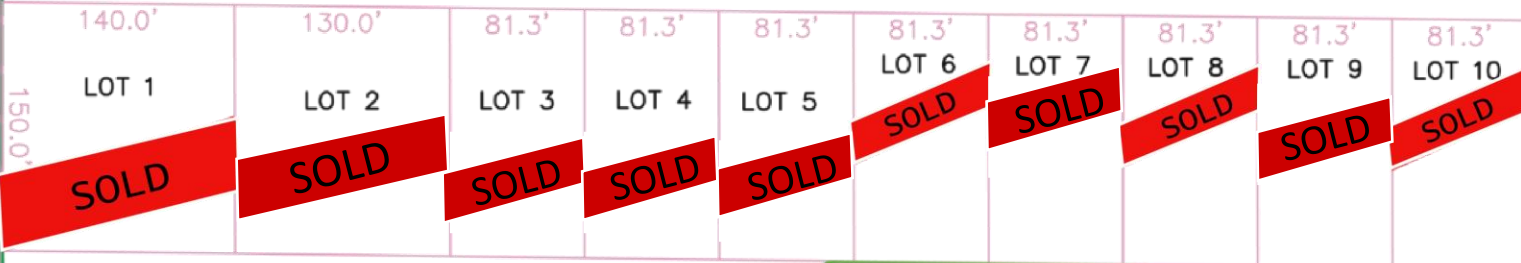 140.0' 130.0' 81.3' 81.3' 81.3' 81.3' 81.3' 81.3' 81.3' 81.3'
LOT 1 LOT 2 LOT 3 LOT 4 LOT 5 LOT 6 LOT 7 LOT 8 LOT 9 LOT 10
150.0'
SOLD SOLD SOLD SOLD SOLD SOLD SOLD SOLD SOLD SOLD